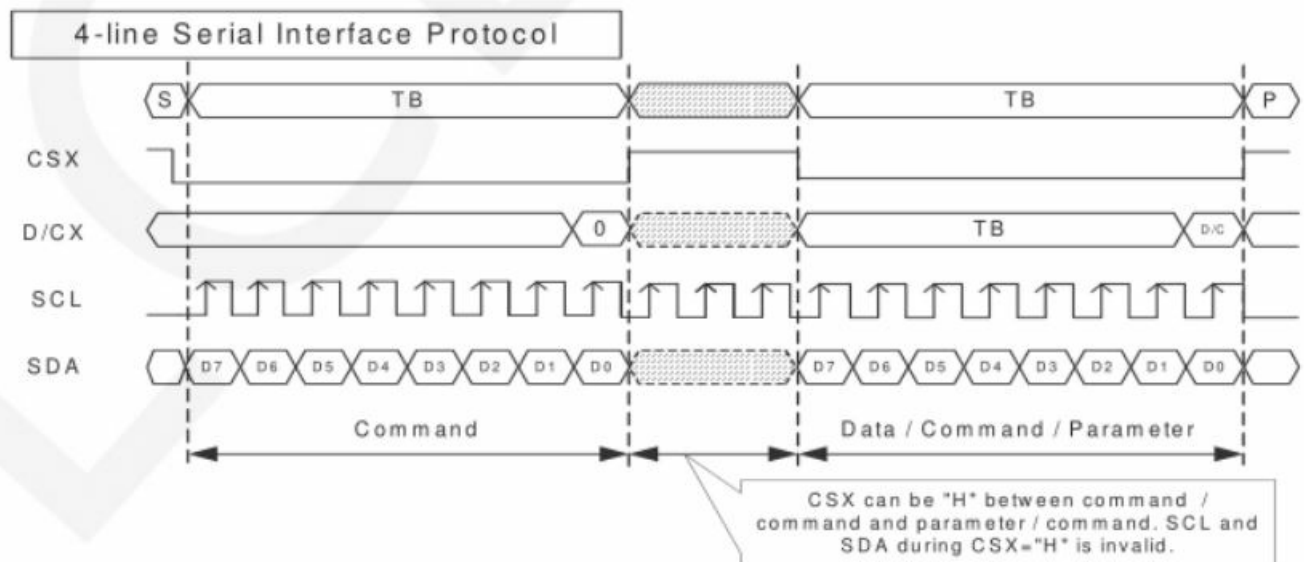 4-line Serial Interface Protocol
S TB TB P
CSX
D/CX 0 TB D/C
SCL
SDA D7 D6 D5 D4 D3 D2 D1 D0 D7 D6 D5 D4 D3 D2 D1 D0
Command Data / Command / Parameter
CSX can be "H" between command /
command and parameter / command. SCL and
SDA during CSX="H" is invalid.